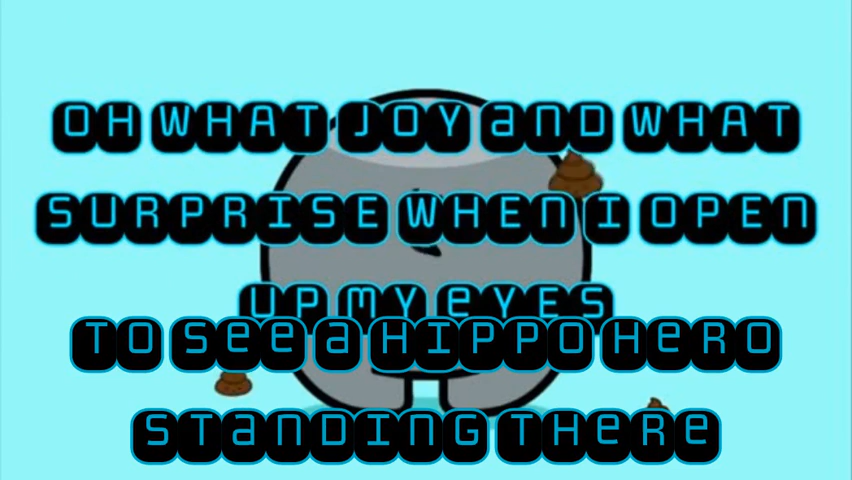 OH WHAT JOY AND WHAT
SURPRISE WHEN I OPEN
UP MY EYES
TO SEE A HIPPO HERO
STANDING THERE